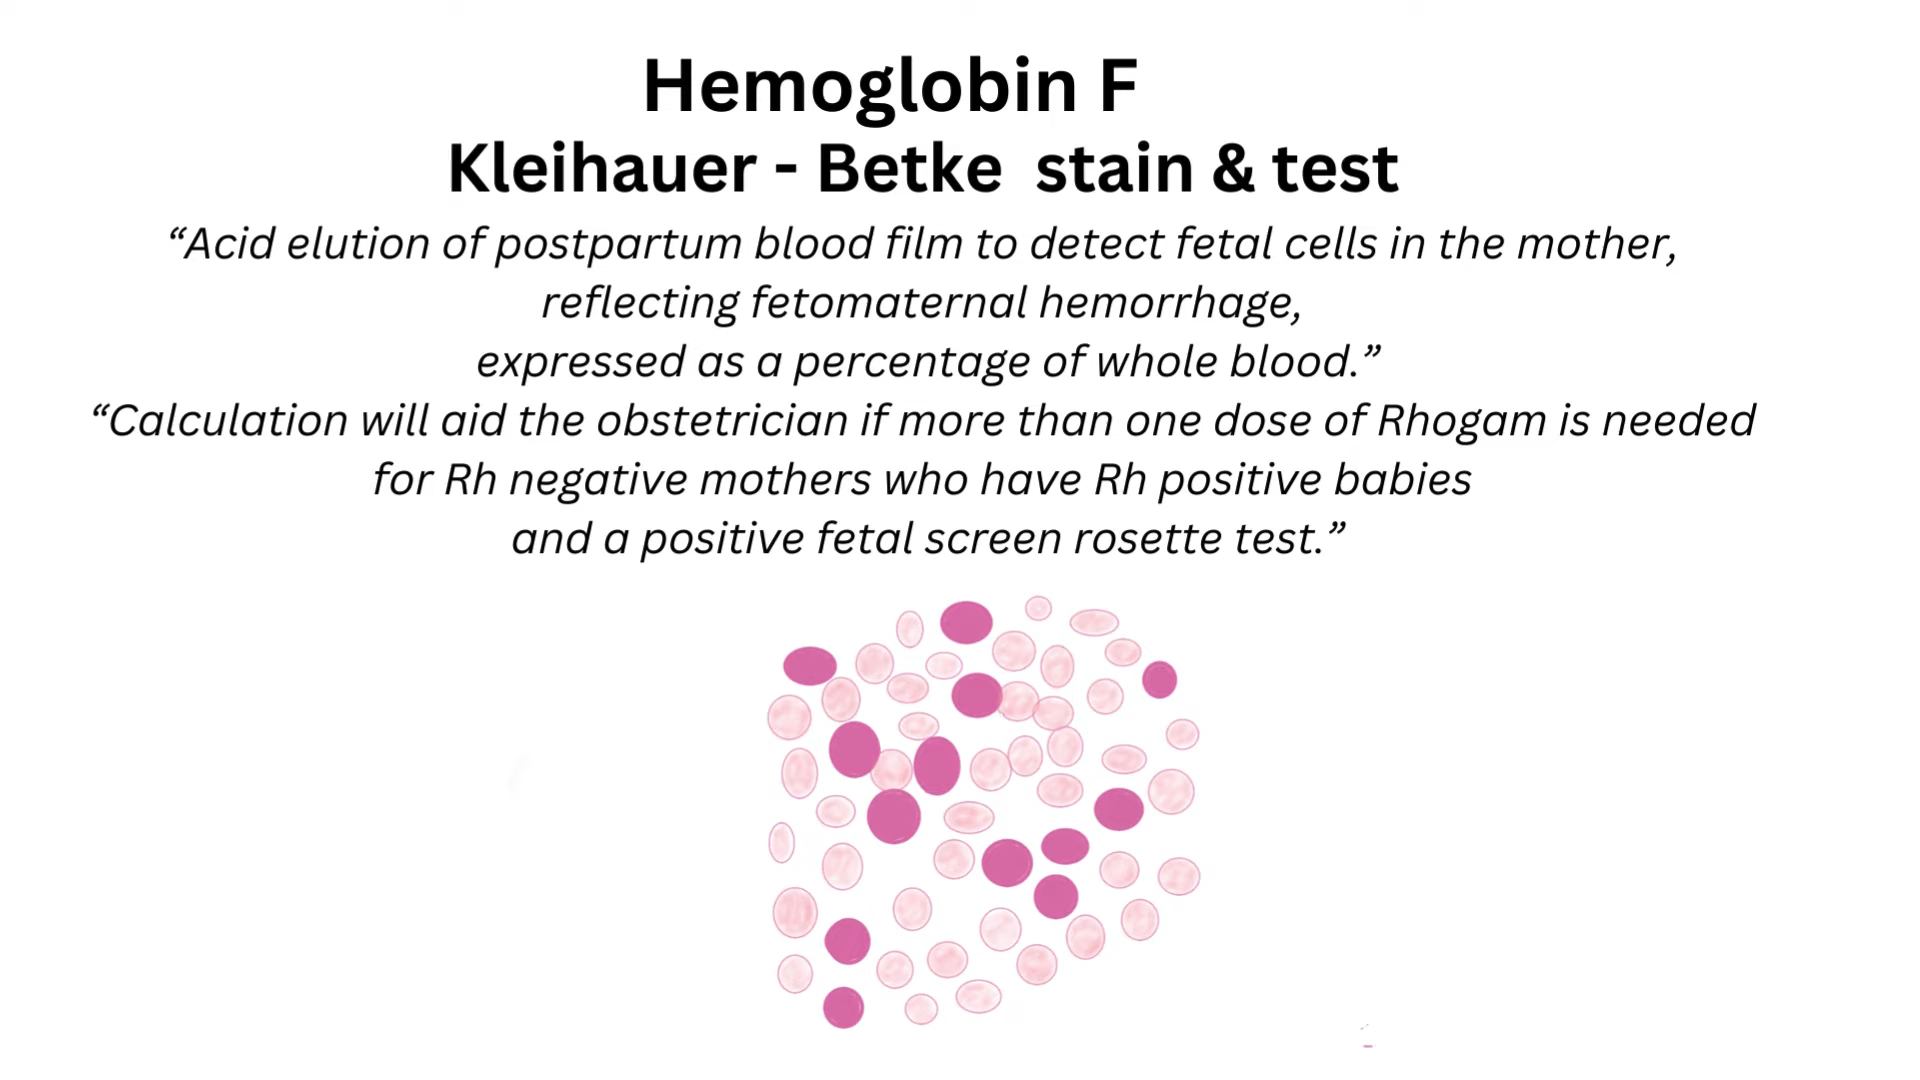 Hemoglobin F
Kleihauer - Betke stain & test
“Acid elution of postpartum blood film to detect fetal cells in the mother,
reflecting fetomaternal hemorrhage,
expressed as a percentage of whole blood.”
“Calculation will aid the obstetrician if more than one dose of Rhogam is needed
for Rh negative mothers who have Rh positive babies
and a positive fetal screen rosette test.”